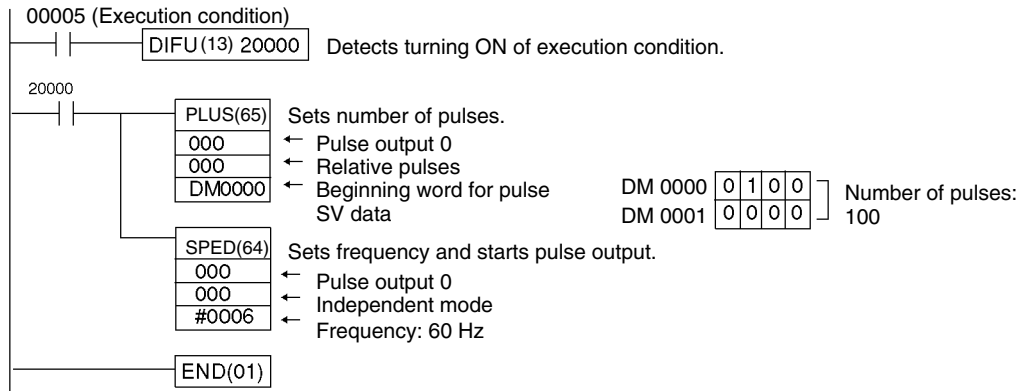 00005 (Execution condition)
DIFU(13) 20000 Detects turning ON of execution condition.
20000
PLUS(65) Sets number of pulses.
000 ← Pulse output 0
000 ← Relative pulses
DM0000 ← Beginning word for pulse
SV data
DM 0000 0 1 0 0 Number of pulses:
DM 0001 0 0 0 0 100
SPED(64) Sets frequency and starts pulse output.
000 ← Pulse output 0
000 ← Independent mode
#0006 ← Frequency: 60 Hz
END(01)